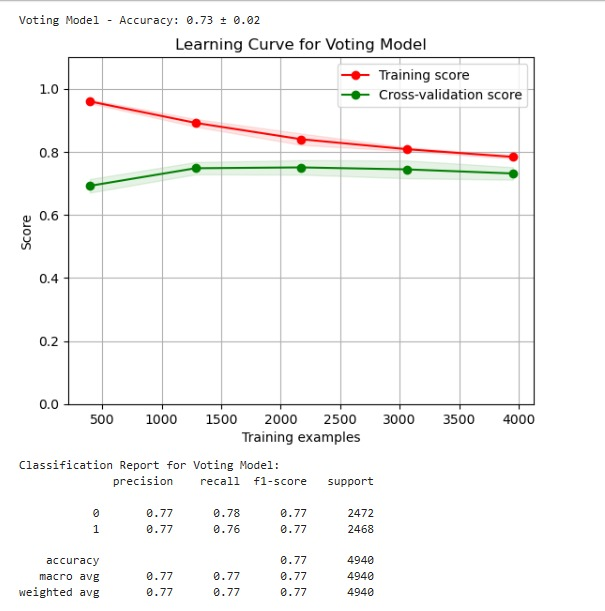 Voting Model - Accuracy: 0.73 ± 0.02
Learning Curve for Voting Model
Training score
Cross-validation score
1.0
0.8
0.6
0.4
0.2
0.0
Score
500 1000 1500 2000 2500 3000 3500 4000
Training examples
Classification Report for Voting Model:
precision recall f1-score support
0 0.77 0.78 0.77 2472
1 0.77 0.76 0.77 2468
accuracy 0.77 4940
macro avg 0.77 0.77 0.77 4940
weighted avg 0.77 0.77 0.77 4940